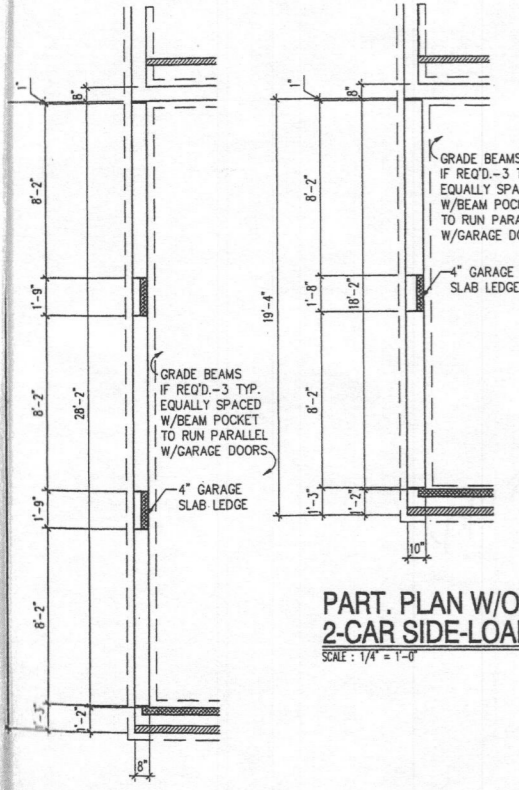 1"
8"
8'-2"
1'-9"
8'-2"
28'-2"
1'-9"
8'-2"
1'-3"
1'-2"
8"
GRADE BEAMS
IF REQ'D.-3 TYP.
EQUALLY SPACED
W/BEAM POCKET
TO RUN PARALLEL
W/GARAGE DOORS
4" GARAGE
SLAB LEDGE
1"
8"
8'-2"
1'-8"
18'-2"
19'-4"
8'-2"
1'-3"
1'-2"
10"
GRADE BEAMS
IF REQ'D.-3 T
EQUALLY SPA
W/BEAM POC
TO RUN PARA
W/GARAGE DO
4" GARAGE
SLAB LEDGE
PART. PLAN W/O
2-CAR SIDE-LOA
SCALE : 1/4" = 1'-0"